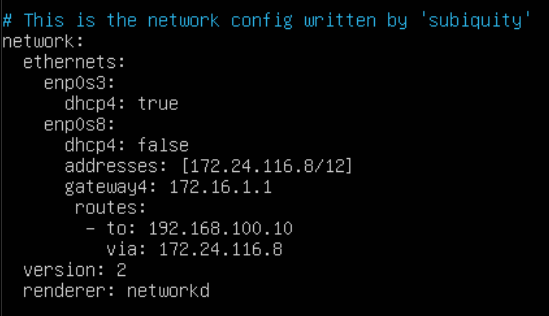 # This is the network config written by 'subiquity'
network:
  ethernets:
    enp0s3:
      dhcp4: true
    enp0s8:
      dhcp4: false
      addresses: [172.24.116.8/12]
      gateway4: 172.16.1.1
       routes:
        - to: 192.168.100.10
          via: 172.24.116.8
  version: 2
  renderer: networkd